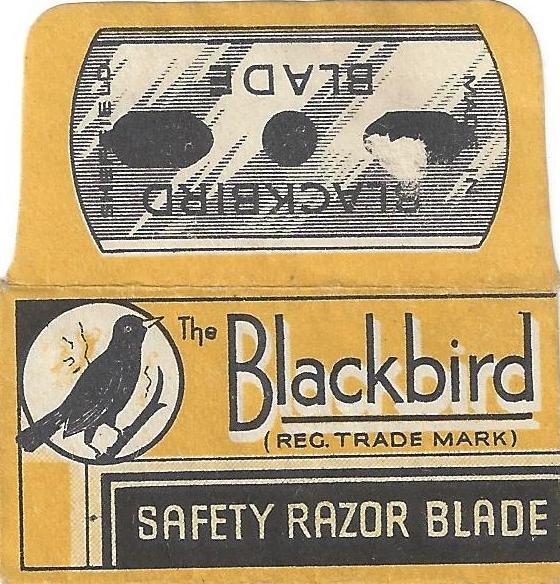 BLACKBIRD
BLADE
SHEFFIELD
The Blackbird
(REG. TRADE MARK)
SAFETY RAZOR BLADE